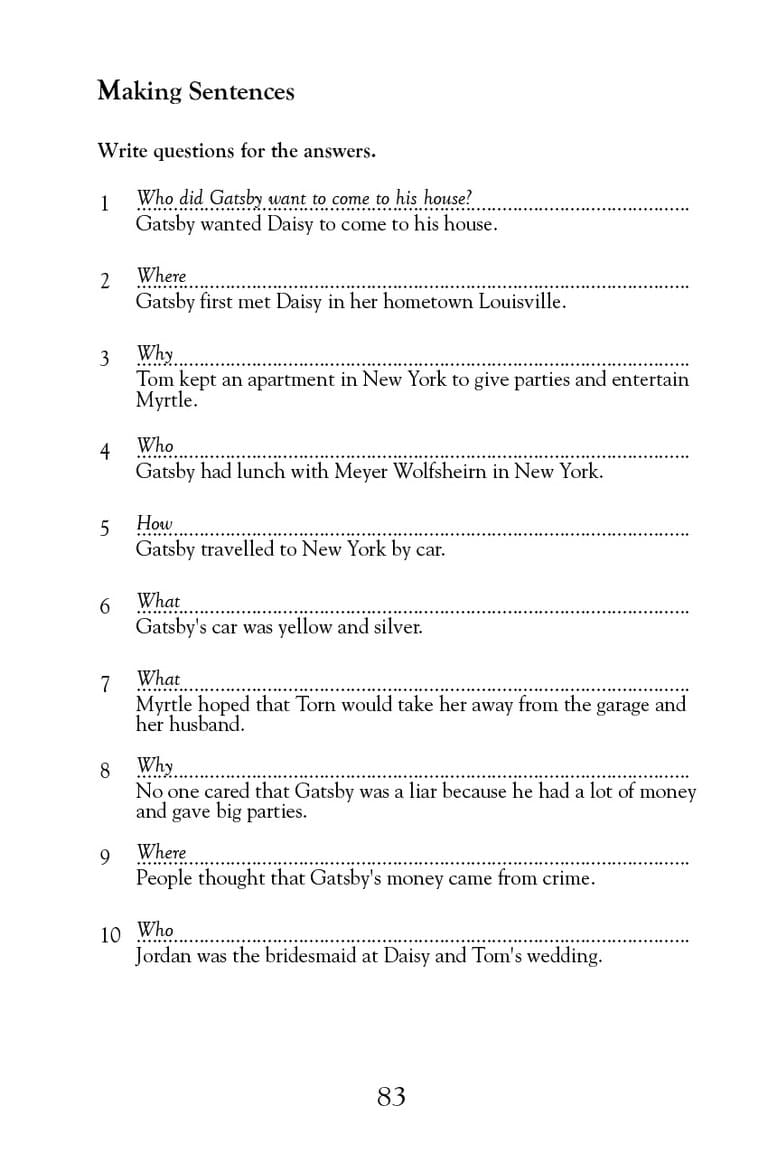 Making Sentences
Write questions for the answers.
1 Who did Gatsby want to come to his house?
Gatsby wanted Daisy to come to his house.
2 Where
Gatsby first met Daisy in her hometown Louisville.
3 Why
Tom kept an apartment in New York to give parties and entertain
Myrtle.
4 Who
Gatsby had lunch with Meyer Wolfsheirn in New York.
5 How
Gatsby travelled to New York by car.
6 What
Gatsby's car was yellow and silver.
7 What
Myrtle hoped that Torn would take her away from the garage and
her husband.
8 Why
No one cared that Gatsby was a liar because he had a lot of money
and gave big parties.
9 Where
People thought that Gatsby's money came from crime.
10 Who
Jordan was the bridesmaid at Daisy and Tom's wedding.
83